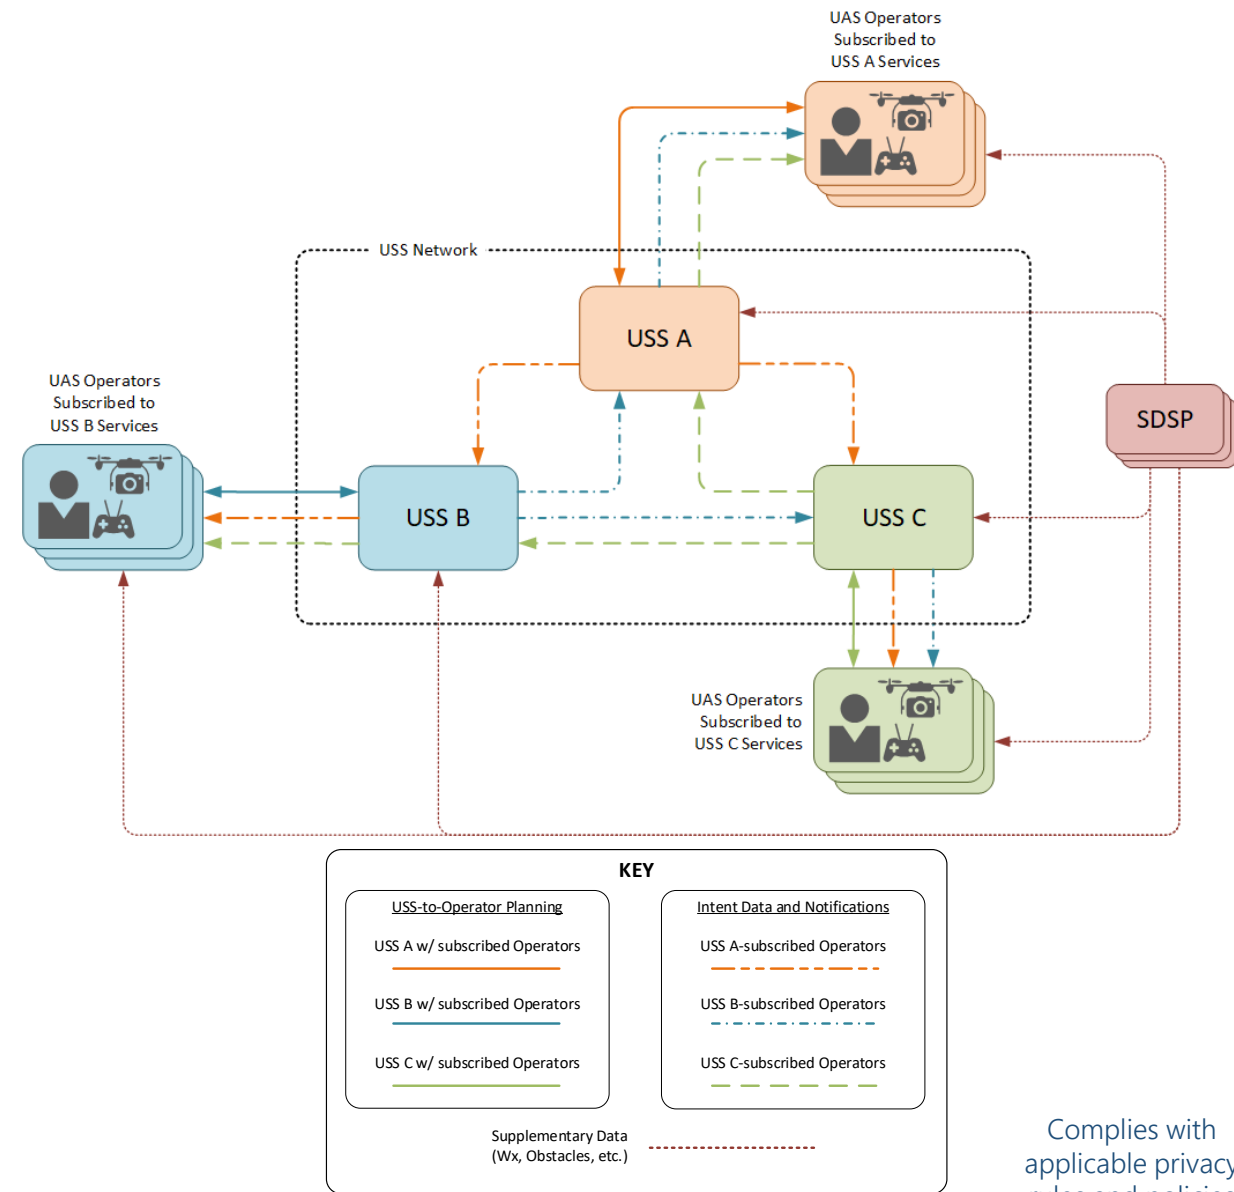 UAS Operators
Subscribed to
USS A Services
USS Network
USS A
UAS Operators
Subscribed to
USS B Services
SDSP
USS B
USS C
UAS Operators
Subscribed to
USS C Services
KEY
USS-to-Operator Planning
USS A w/ subscribed Operators
USS B w/ subscribed Operators
USS C w/ subscribed Operators
Intent Data and Notifications
USS A-subscribed Operators
USS B-subscribed Operators
USS C-subscribed Operators
Supplementary Data
(Wx, Obstacles, etc.)
Complies with
applicable privacy
rules and policies